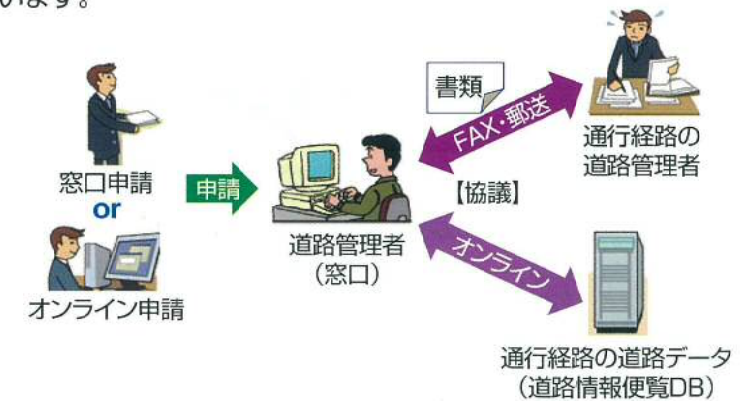 います。
書類
FAX・郵送
通行経路の
道路管理者
窓口申請
or
オンライン申請
申請
【協議】
道路管理者
（窓口）
オンライン
通行経路の道路データ
（道路情報便覧DB）